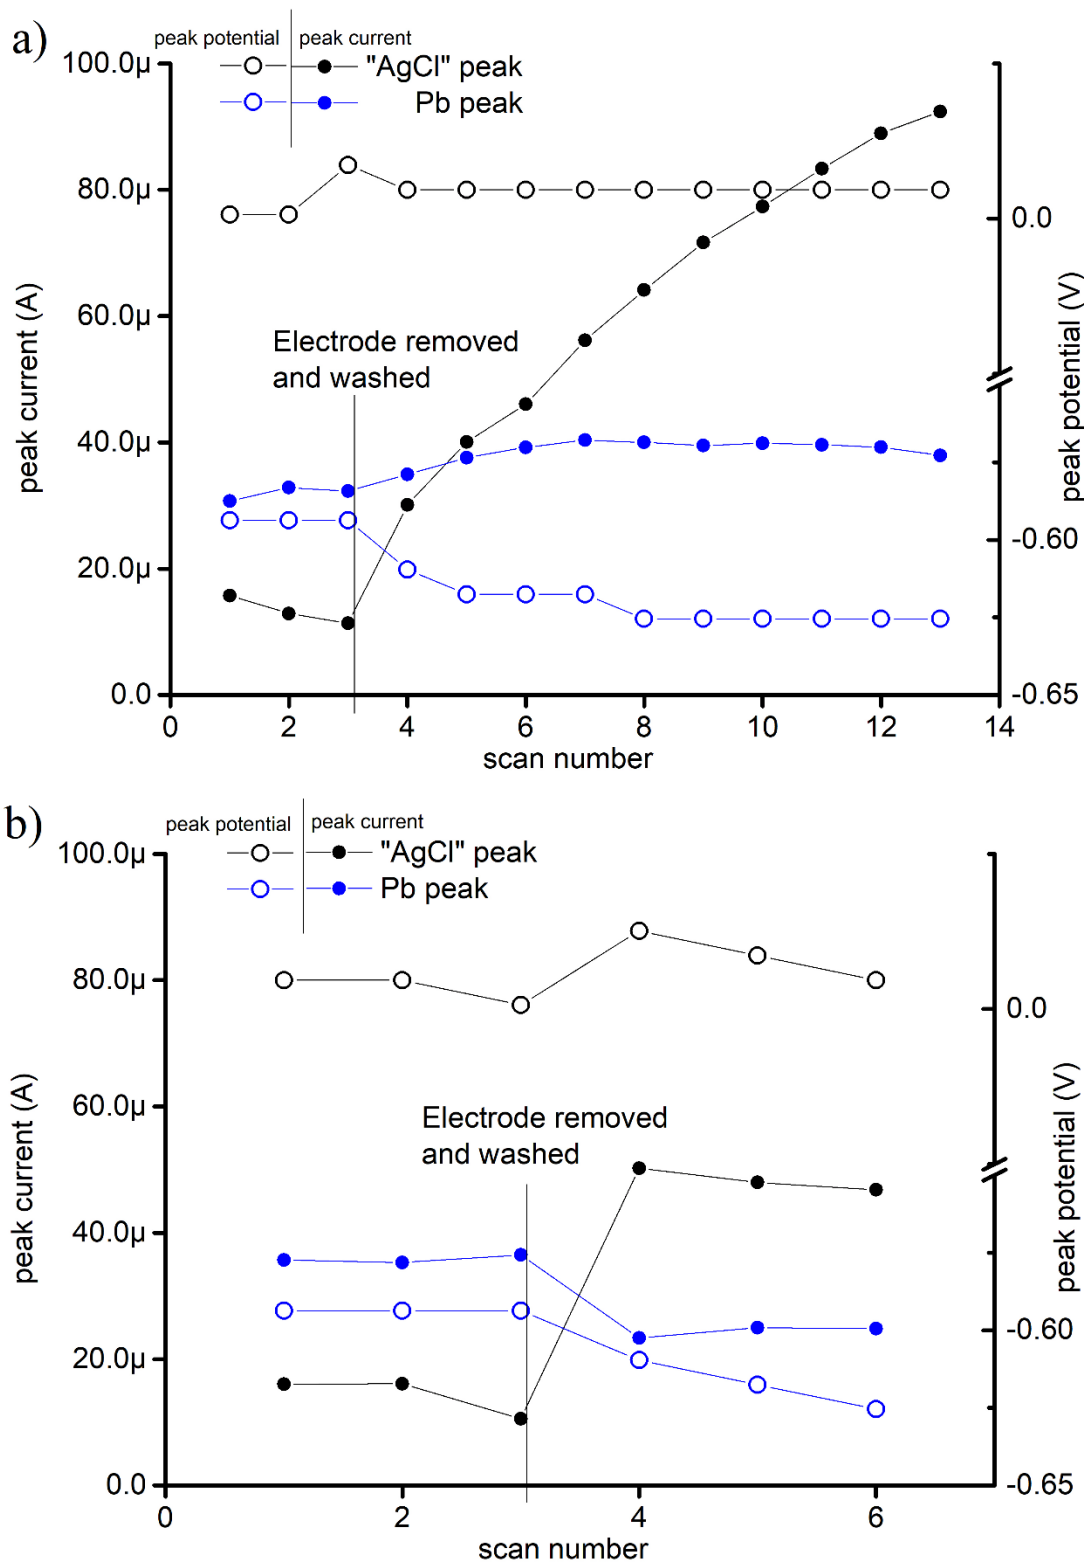 a)
peak potential peak current
"AgCl" peak
Pb peak
100.0µ
80.0µ
60.0µ
40.0µ
20.0µ
0.0
peak current (A)
Electrode removed
and washed
0.0
-0.60
-0.65
peak potential (V)
0 2 4 6 8 10 12 14
scan number
b)
peak potential peak current
"AgCl" peak
Pb peak
100.0µ
80.0µ
60.0µ
40.0µ
20.0µ
0.0
peak current (A)
Electrode removed
and washed
0.0
-0.60
-0.65
peak potential (V)
0 2 4 6
scan number